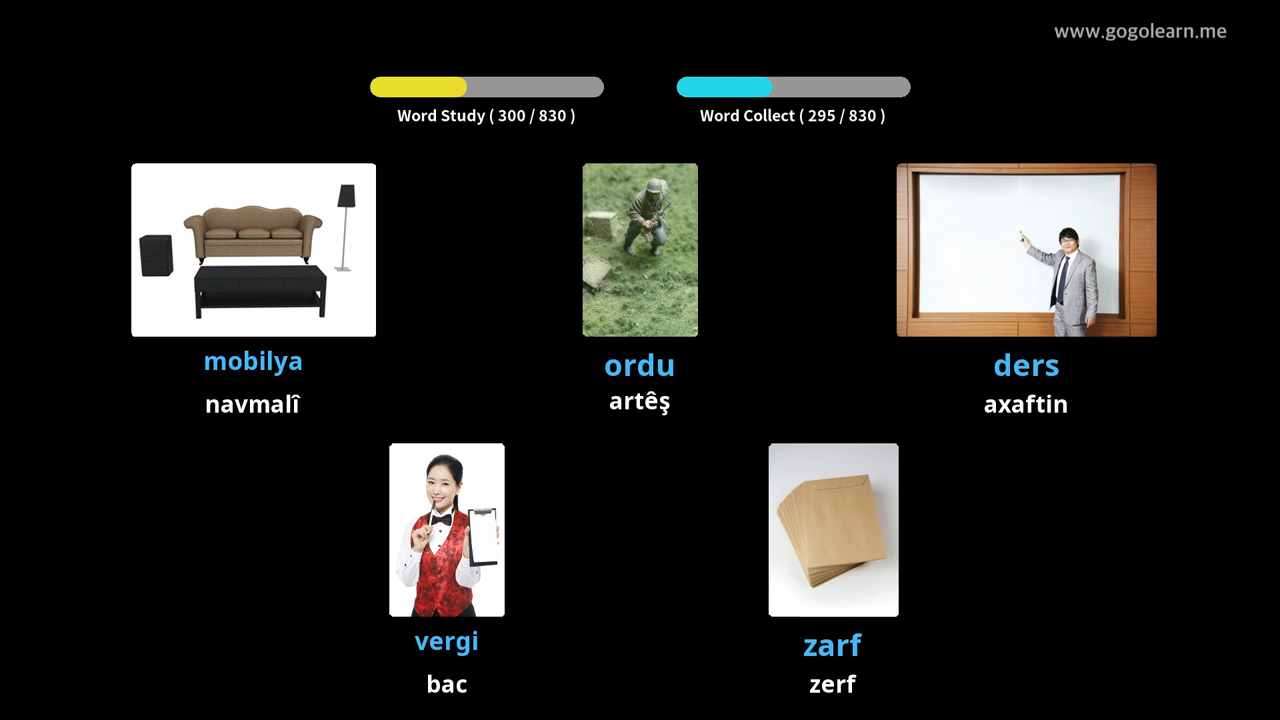 www.gogolearn.me
Word Study ( 300 / 830 )
Word Collect ( 295 / 830 )
mobilya
navmalî
ordu
artêş
ders
axaftin
vergi
bac
zarf
zerf